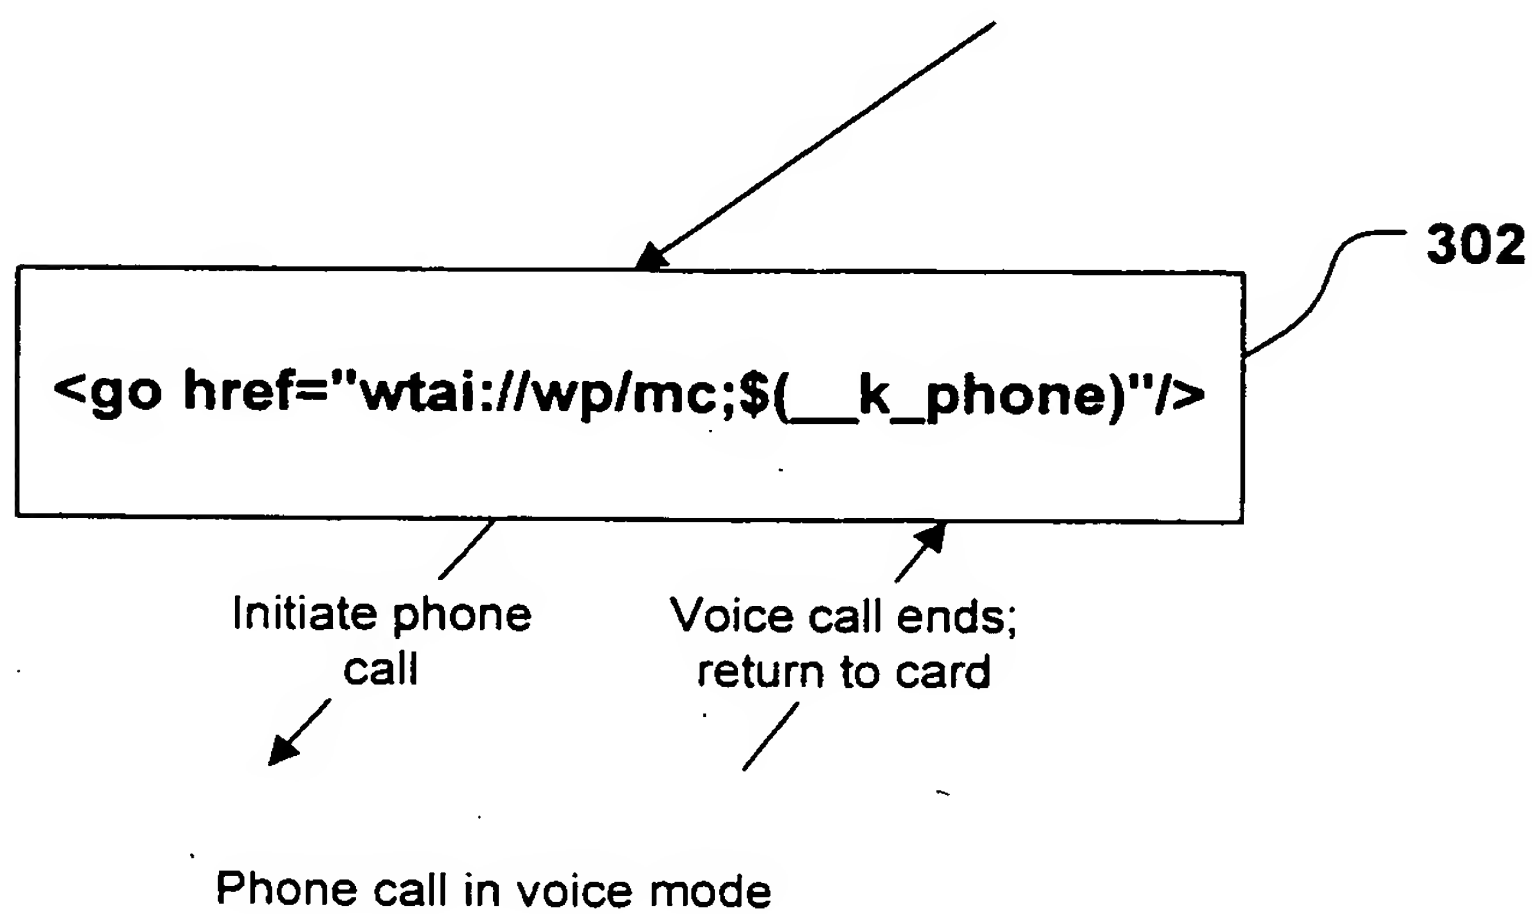 302
<go href="wtai://wp/mc;$(__k_phone)"/>
Initiate phone
call
Voice call ends;
return to card
Phone call in voice mode